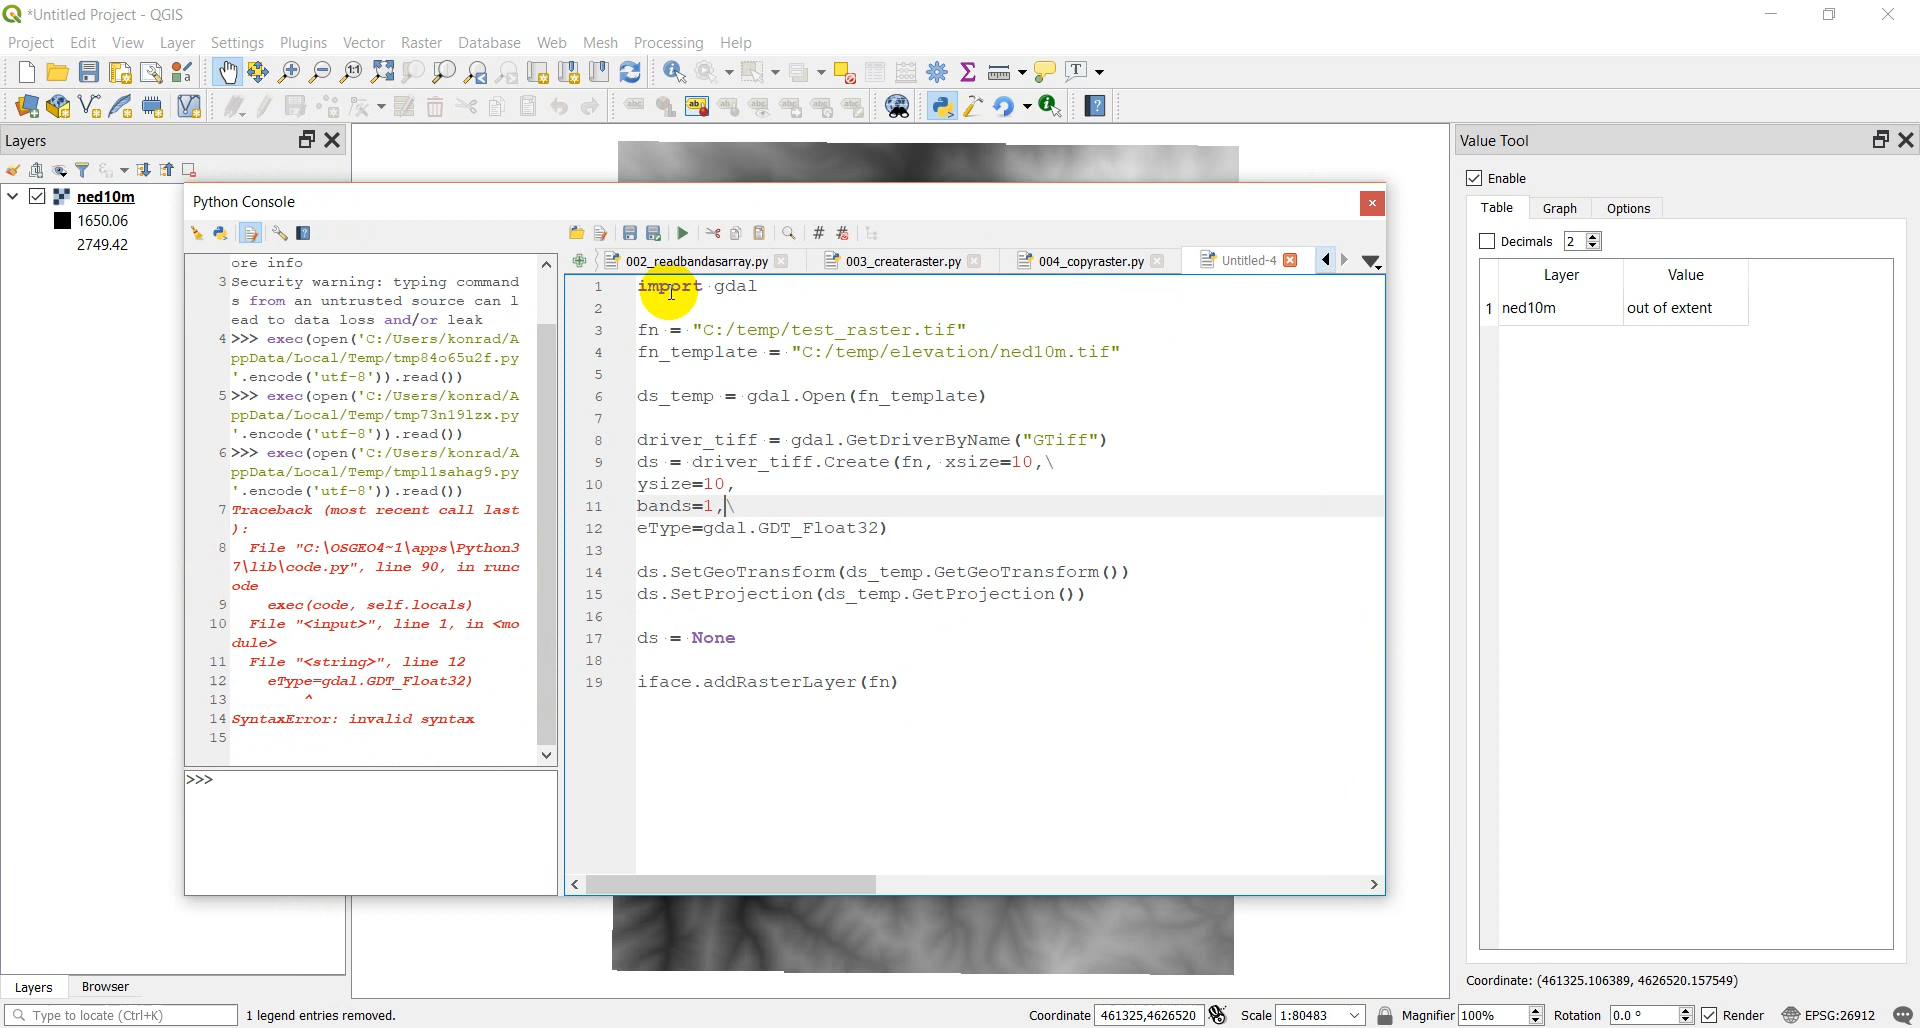 *Untitled Project - QGIS
Project Edit View Layer Settings Plugins Vector Raster Database Web Mesh Processing Help
Layers
ned10m
1650.06
2749.42
Python Console
ore info
3 Security warning: typing command
s from an untrusted source can l
ead to data loss and/or leak
4 >>> exec(open('C:/Users/konrad/A
ppData/Local/Temp/tmp84o65u2f.py
'.encode('utf-8')).read())
5 >>> exec(open('C:/Users/konrad/A
ppData/Local/Temp/tmp73n19lzx.py
'.encode('utf-8')).read())
6 >>> exec(open('C:/Users/konrad/A
ppData/Local/Temp/tmpl1sahag9.py
'.encode('utf-8')).read())
7 Traceback (most recent call last
):
8 File "C:\OSGEO4~1\apps\Python3
7\lib\code.py", line 90, in runc
ode
9 exec(code, self.locals)
10 File "<input>", line 1, in <mo
dule>
11 File "<string>", line 12
12 eType=gdal.GDT_Float32)
13 ^
14 SyntaxError: invalid syntax
15
>>>
002_readbandasarray.py 003_createraster.py 004_copyraster.py Untitled-4
1 import gdal
2
3 fn = "C:/temp/test_raster.tif"
4 fn_template = "C:/temp/elevation/ned10m.tif"
5
6 ds_temp = gdal.Open(fn_template)
7
8 driver_tiff = gdal.GetDriverByName("GTiff")
9 ds = driver_tiff.Create(fn, xsize=10,\
10 ysize=10,
11 bands=1,\
12 eType=gdal.GDT_Float32)
13
14 ds.SetGeoTransform(ds_temp.GetGeoTransform())
15 ds.SetProjection(ds_temp.GetProjection())
16
17 ds = None
18
19 iface.addRasterLayer(fn)
Value Tool
Enable
Table Graph Options
Decimals 2
Layer Value
1 ned10m out of extent
Coordinate: (461325.106389, 4626520.157549)
Layers Browser
Type to locate (Ctrl+K) 1 legend entries removed. Coordinate 461325,4626520 Scale 1:80483 Magnifier 100% Rotation 0.0 ° Render EPSG:26912